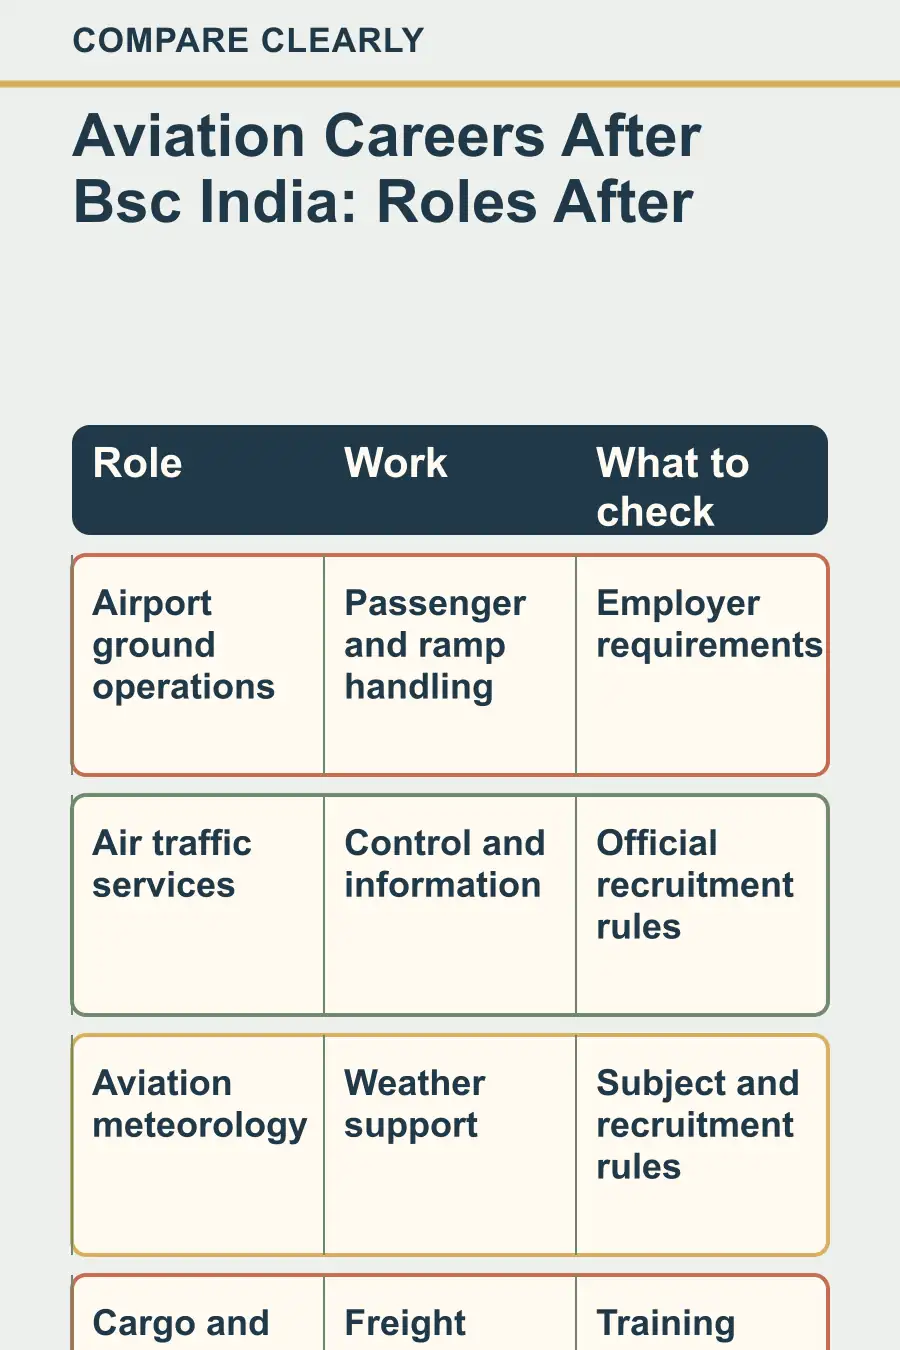 COMPARE CLEARLY
Aviation Careers After
Bsc India: Roles After
Role
Work
What to
check
Airport
ground
operations
Passenger
and ramp
handling
Employer
requirements
Air traffic
services
Control and
information
Official
recruitment
rules
Aviation
meteorology
Weather
support
Subject and
recruitment
rules
Cargo and
Freight
Training